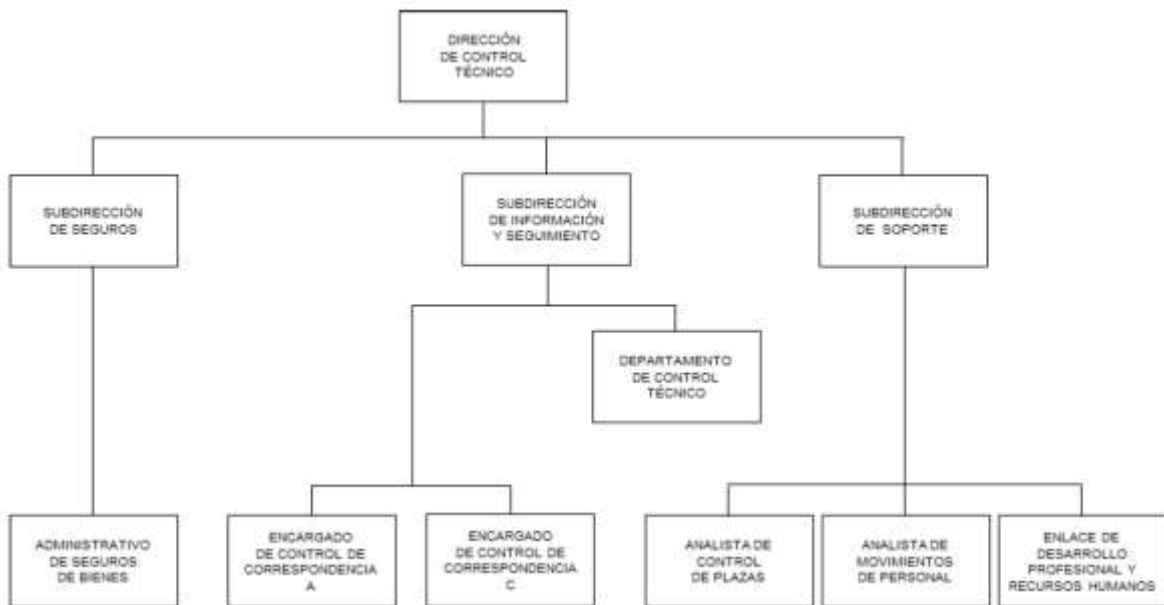 DIRECCIÓN
DE CONTROL
TÉCNICO
SUBDIRECCIÓN
DE SEGUROS
SUBDIRECCIÓN
DE INFORMACIÓN
Y SEGUIMIENTO
SUBDIRECCIÓN
DE SOPORTE
DEPARTAMENTO
DE CONTROL
TÉCNICO
ADMINISTRATIVO
DE SEGUROS
DE BIENES
ENCARGADO
DE CONTROL DE
CORRESPONDENCIA
A
ENCARGADO
DE CONTROL DE
CORRESPONDENCIA
C
ANALISTA DE
CONTROL
DE PLAZAS
ANALISTA DE
MOVIMIENTOS
DE PERSONAL
ENLACE DE
DESARROLLO
PROFESIONAL Y
RECURSOS HUMANOS